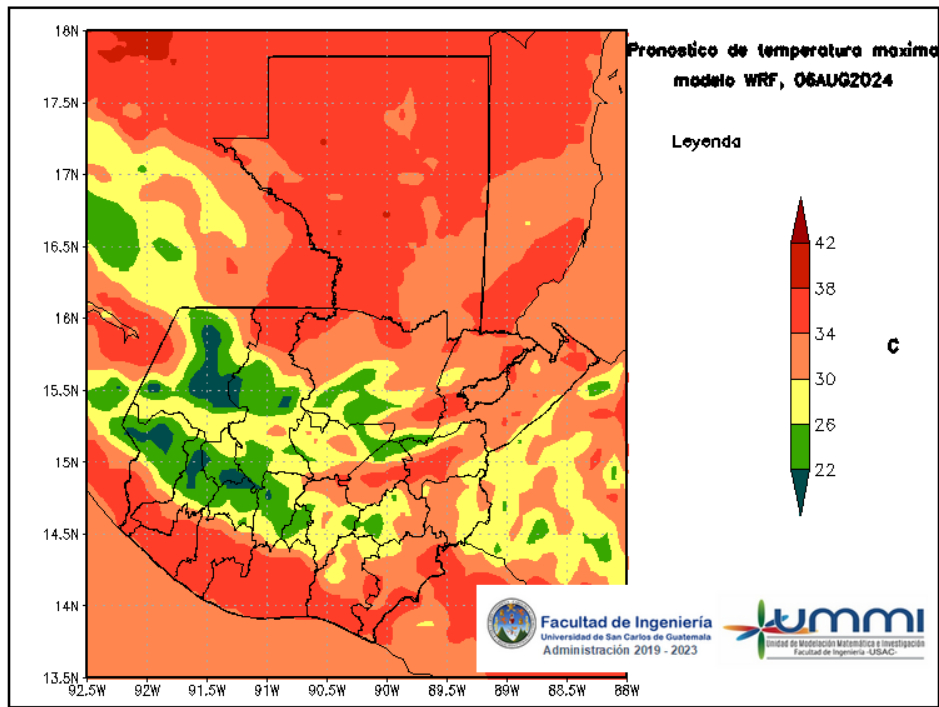 Pronostico de temperatura maxima
modelo WRF, 06AUG2024
Leyenda
18N
17.5N
17N
16.5N
16N
15.5N
15N
14.5N
14N
13.5N
92.5W
92W
91.5W
91W
90.5W
90W
89.5W
89W
88.5W
88W
42
38
34
30
26
22
C
Facultad de Ingeniería
Universidad de San Carlos de Guatemala
Administración 2019 - 2023
UMMI
Unidad de Modelación Matemática e Investigación
Facultad de Ingeniería -USAC-